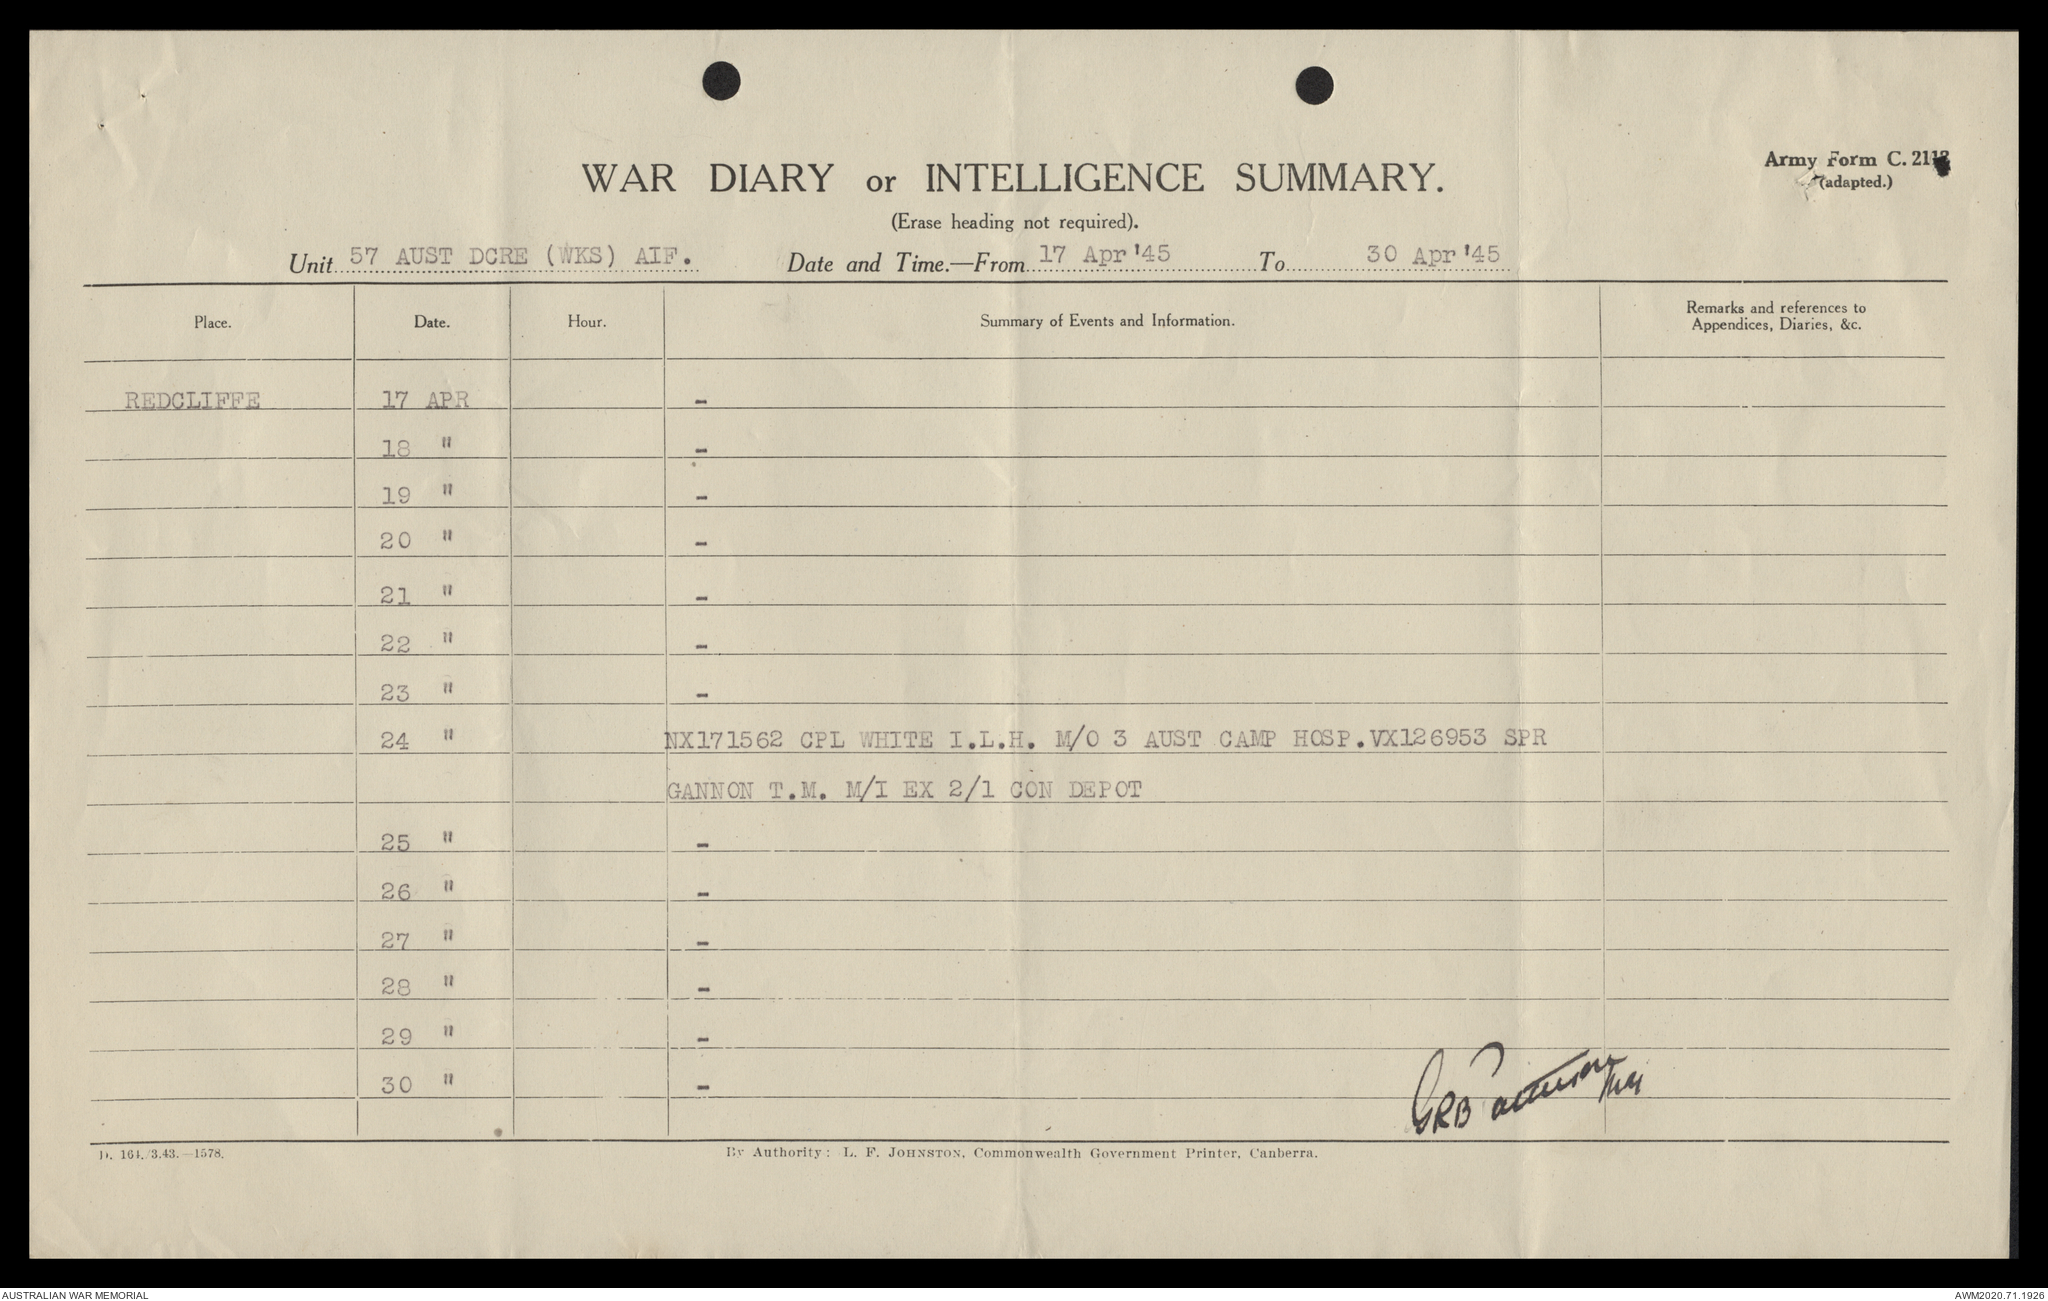 Army Form C. 211
(adapted.)
WAR DIARY or INTELLIGENCE SUMMARY.
(Erase heading not required).
Unit 57 AUST DCRE (WKS) AIF. Date and Time.—From 17 Apr '45 To 30 Apr '45
Place. Date. Hour. Summary of Events and Information. Remarks and references to
Appendices, Diaries, &c.
REDCLIFFE 17 APR -
18 " -
19 " -
20 " -
21 " -
22 " -
23 " -
24 " NX171562 CPL WHITE I.L.H. M/O 3 AUST CAMP HOSP.VX126953 SPR
GANNON T.M. M/I EX 2/1 CON DEPOT
25 " -
26 " -
27 " -
28 " -
29 " -
30 " -
GRB
D. 164./3.43.—1578. By Authority: L. F. JOHNSTON, Commonwealth Government Printer, Canberra.
AUSTRALIAN WAR MEMORIAL AWM2020.71.1926